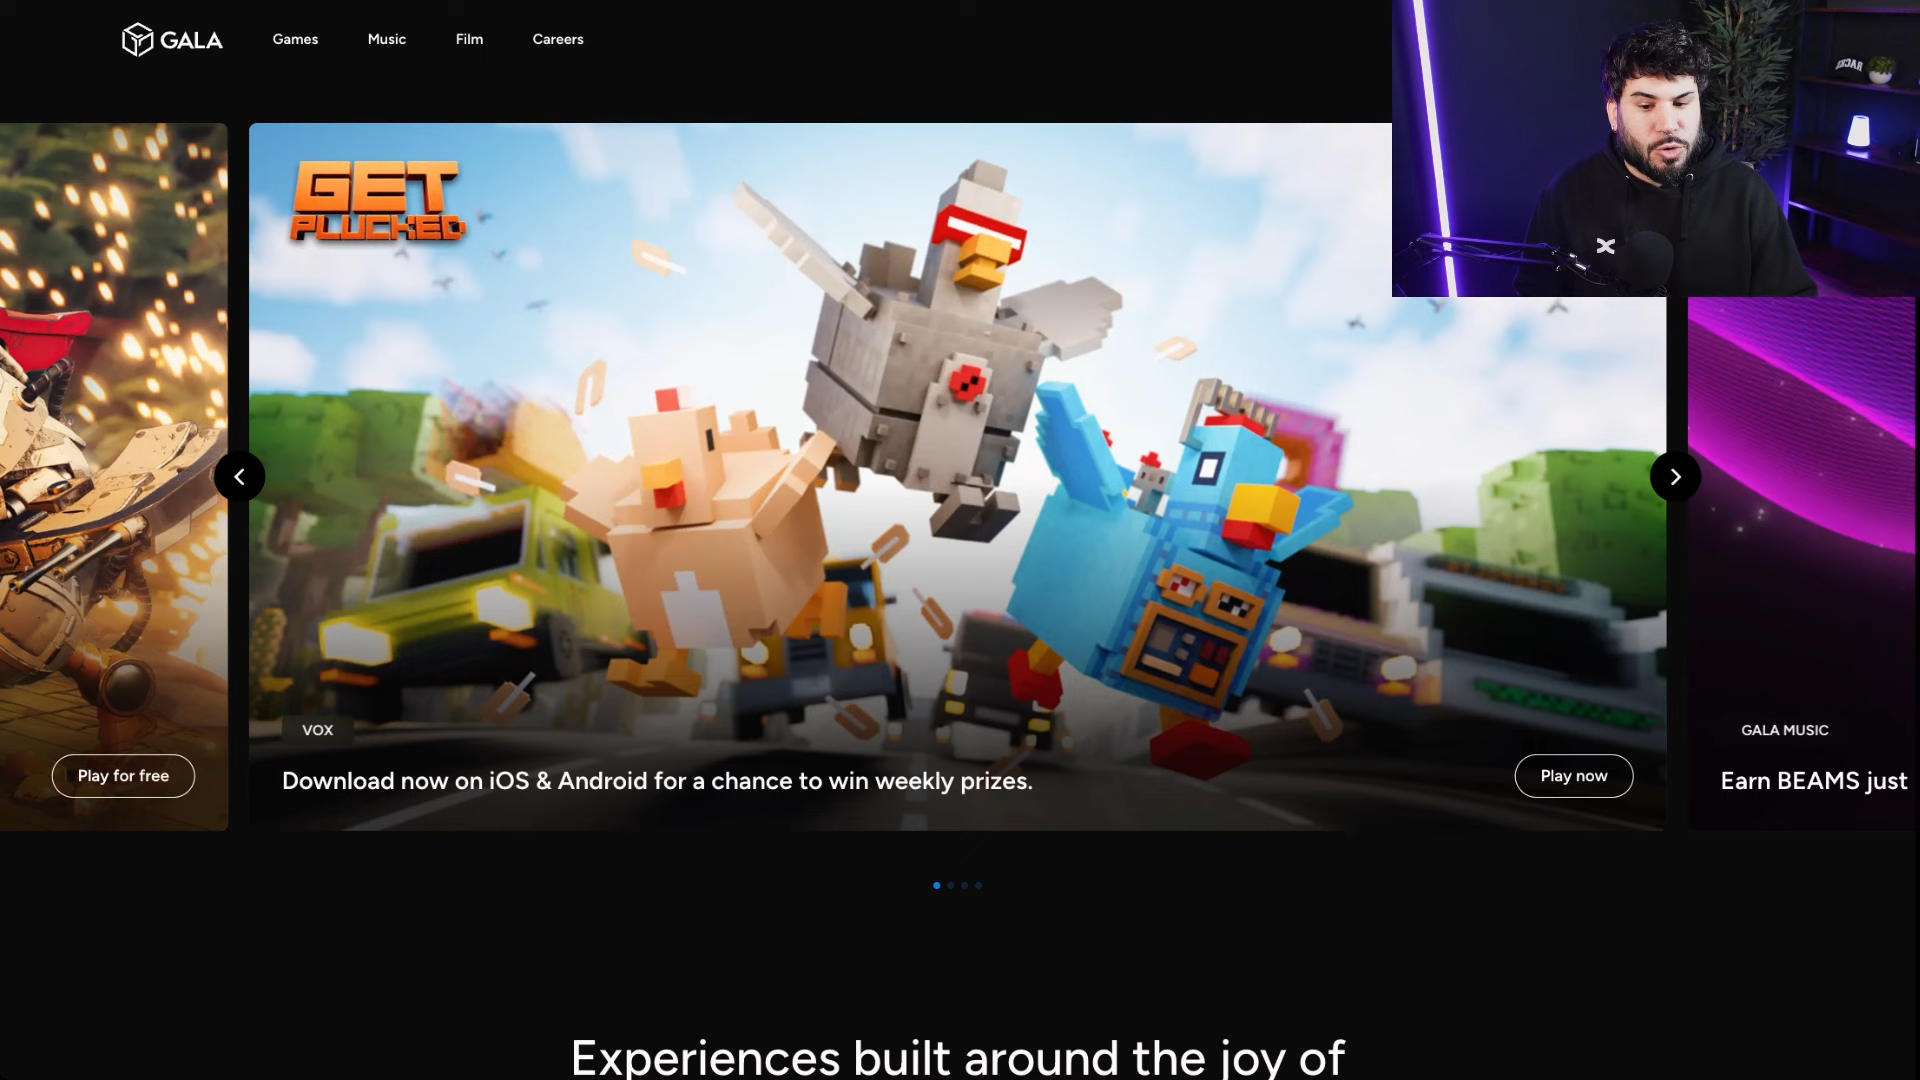 GALA
Games
Music
Film
Careers
GET
PLUCKED
VOX
Download now on iOS & Android for a chance to win weekly prizes.
Play for free
Play now
GALA MUSIC
Earn BEAMS just
Experiences built around the joy of